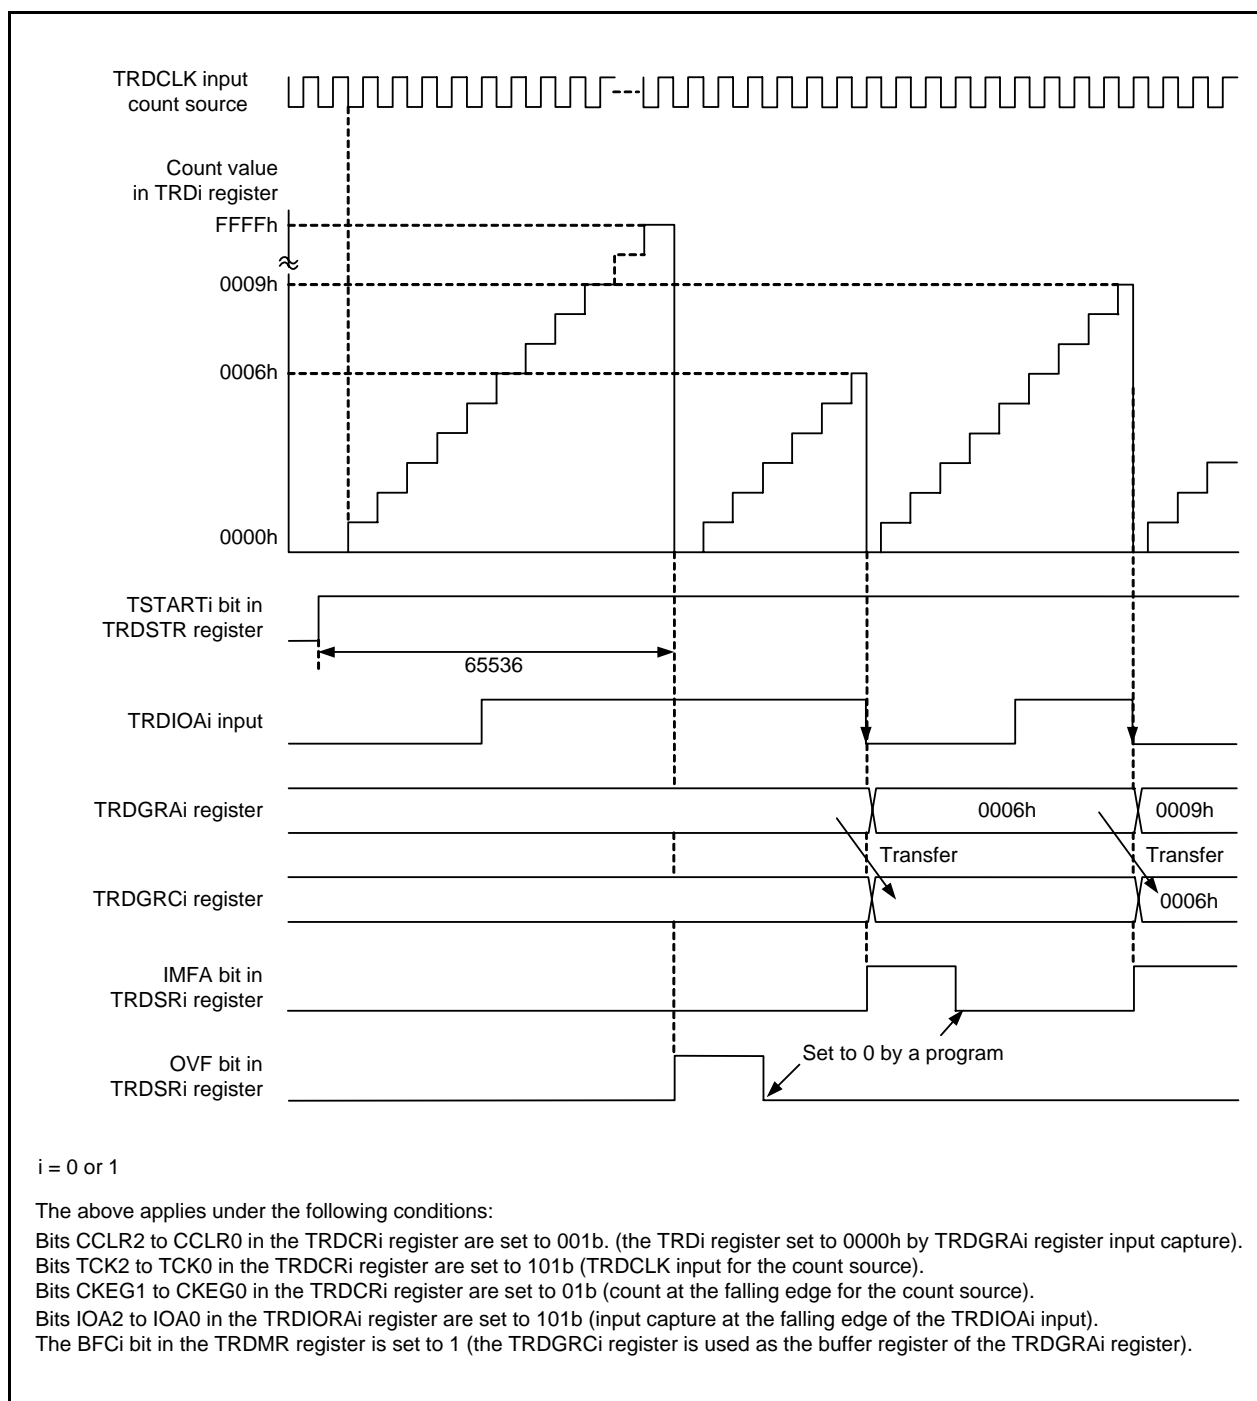 TRDCLK input
count source
Count value
in TRDi register
FFFFh
0009h
0006h
0000h
TSTARTi bit in
TRDSTR register
65536
TRDIOAi input
TRDGRAi register
0006h
0009h
Transfer
Transfer
TRDGRCi register
0006h
IMFA bit in
TRDSRi register
Set to 0 by a program
OVF bit in
TRDSRi register
i = 0 or 1
The above applies under the following conditions:
Bits CCLR2 to CCLR0 in the TRDCRi register are set to 001b. (the TRDi register set to 0000h by TRDGRAi register input capture).
Bits TCK2 to TCK0 in the TRDCRi register are set to 101b (TRDCLK input for the count source).
Bits CKEG1 to CKEG0 in the TRDCRi register are set to 01b (count at the falling edge for the count source).
Bits IOA2 to IOA0 in the TRDIORAi register are set to 101b (input capture at the falling edge of the TRDIOAi input).
The BFCi bit in the TRDMR register is set to 1 (the TRDGRCi register is used as the buffer register of the TRDGRAi register).